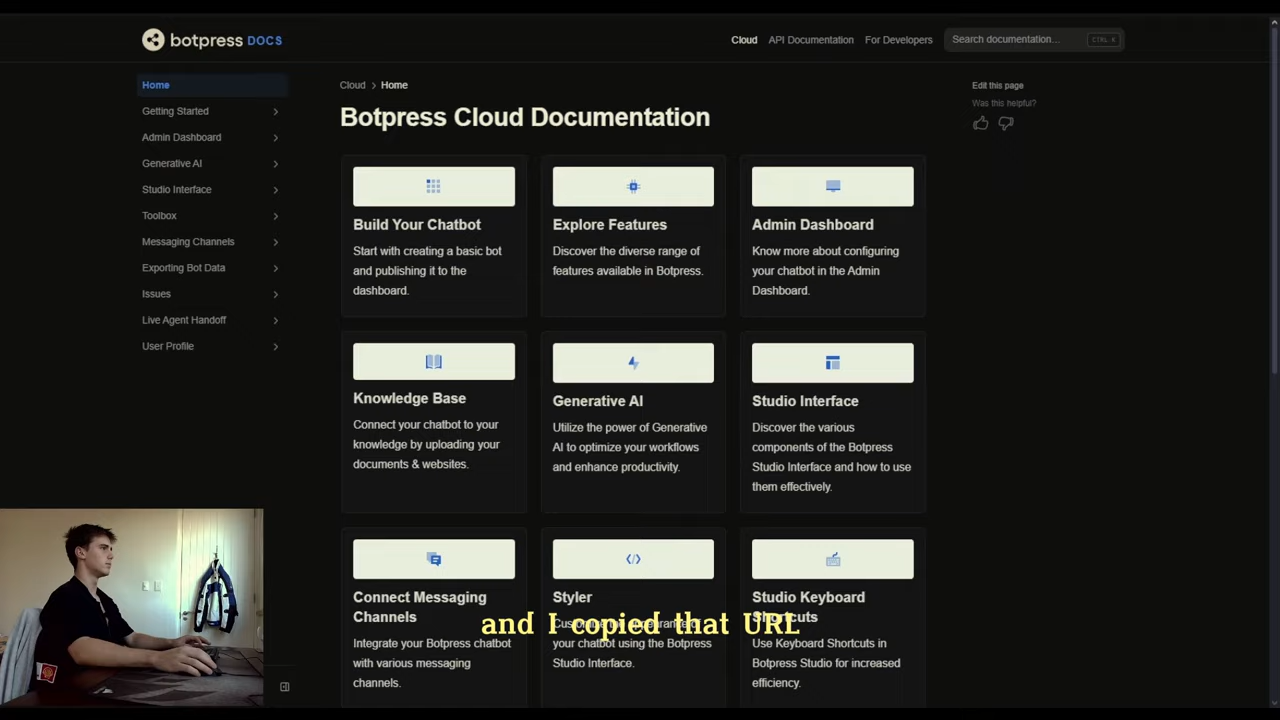 botpress DOCS
Cloud
API Documentation
For Developers
Search documentation...
CTRL K
Home
Getting Started
Admin Dashboard
Generative AI
Studio Interface
Toolbox
Messaging Channels
Exporting Bot Data
Issues
Live Agent Handoff
User Profile
Cloud > Home
Botpress Cloud Documentation
Build Your Chatbot
Start with creating a basic bot
and publishing it to the
dashboard.
Explore Features
Discover the diverse range of
features available in Botpress.
Admin Dashboard
Know more about configuring
your chatbot in the Admin
Dashboard.
Knowledge Base
Connect your chatbot to your
knowledge by uploading your
documents & websites.
Generative AI
Utilize the power of Generative
AI to optimize your workflows
and enhance productivity.
Studio Interface
Discover the various
components of the Botpress
Studio Interface and how to use
them effectively.
Connect Messaging
Channels
Integrate your Botpress chatbot
with various messaging
channels.
Styler
your chatbot using the Botpress
Studio Interface.
Studio Keyboard
Shortcuts
Use Keyboard Shortcuts in
Botpress Studio for increased
efficiency.
Edit this page
Was this helpful?
and I copied that URL